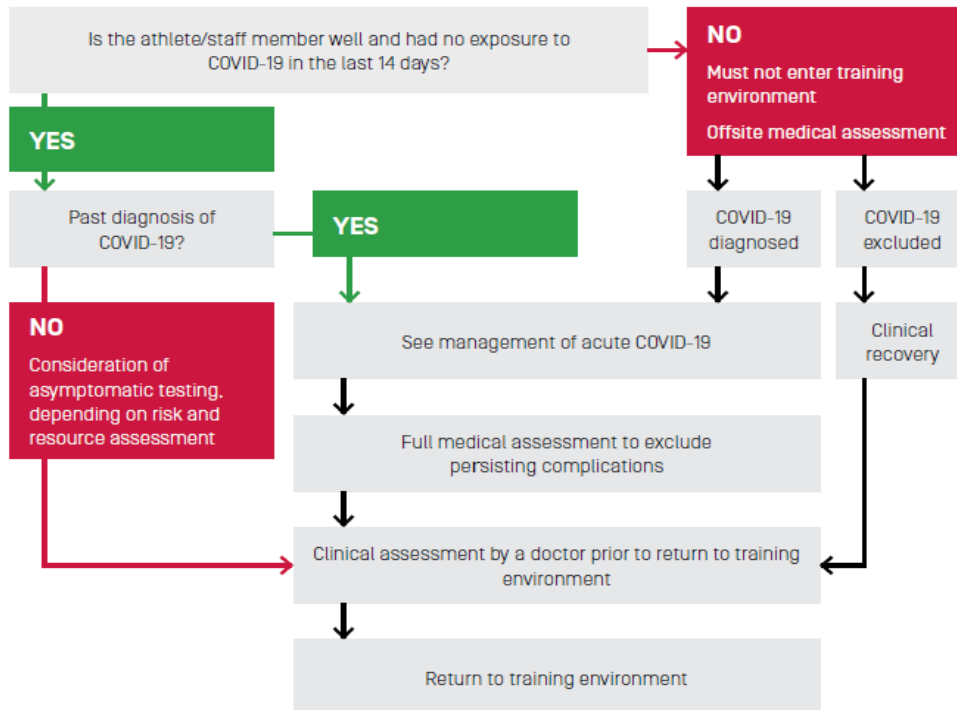 Is the athlete/staff member well and had no exposure to
COVID-19 in the last 14 days?
NO
Must not enter training
environment
Offsite medical assessment
YES
Past diagnosis of
COVID-19?
YES
COVID-19
diagnosed
COVID-19
excluded
NO
Consideration of
asymptomatic testing,
depending on risk and
resource assessment
See management of acute COVID-19
Clinical
recovery
Full medical assessment to exclude
persisting complications
Clinical assessment by a doctor prior to return to training
environment
Return to training environment